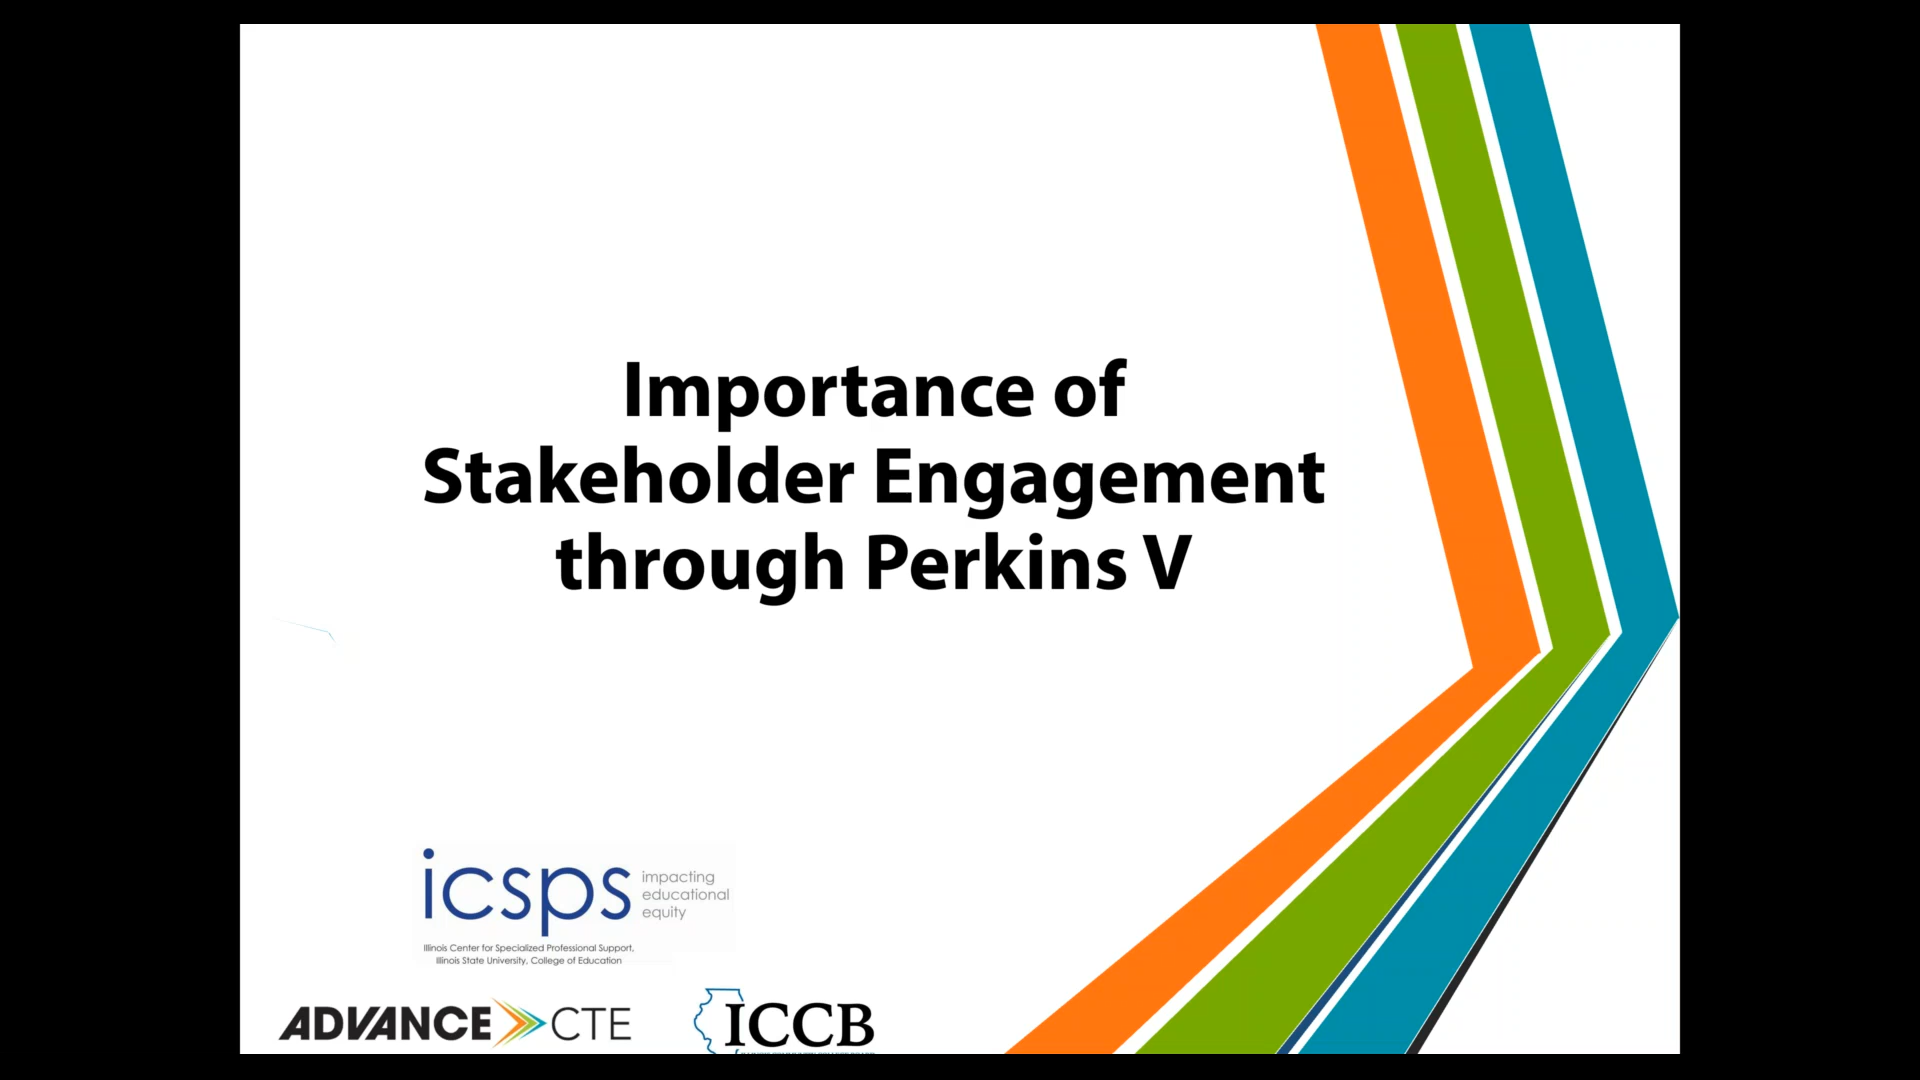 Importance of
Stakeholder Engagement
through Perkins V
icsps
impacting
educational
equity
Illinois Center for Specialized Professional Support,
Illinois State University, College of Education
ADVANCE CTE
ICCB